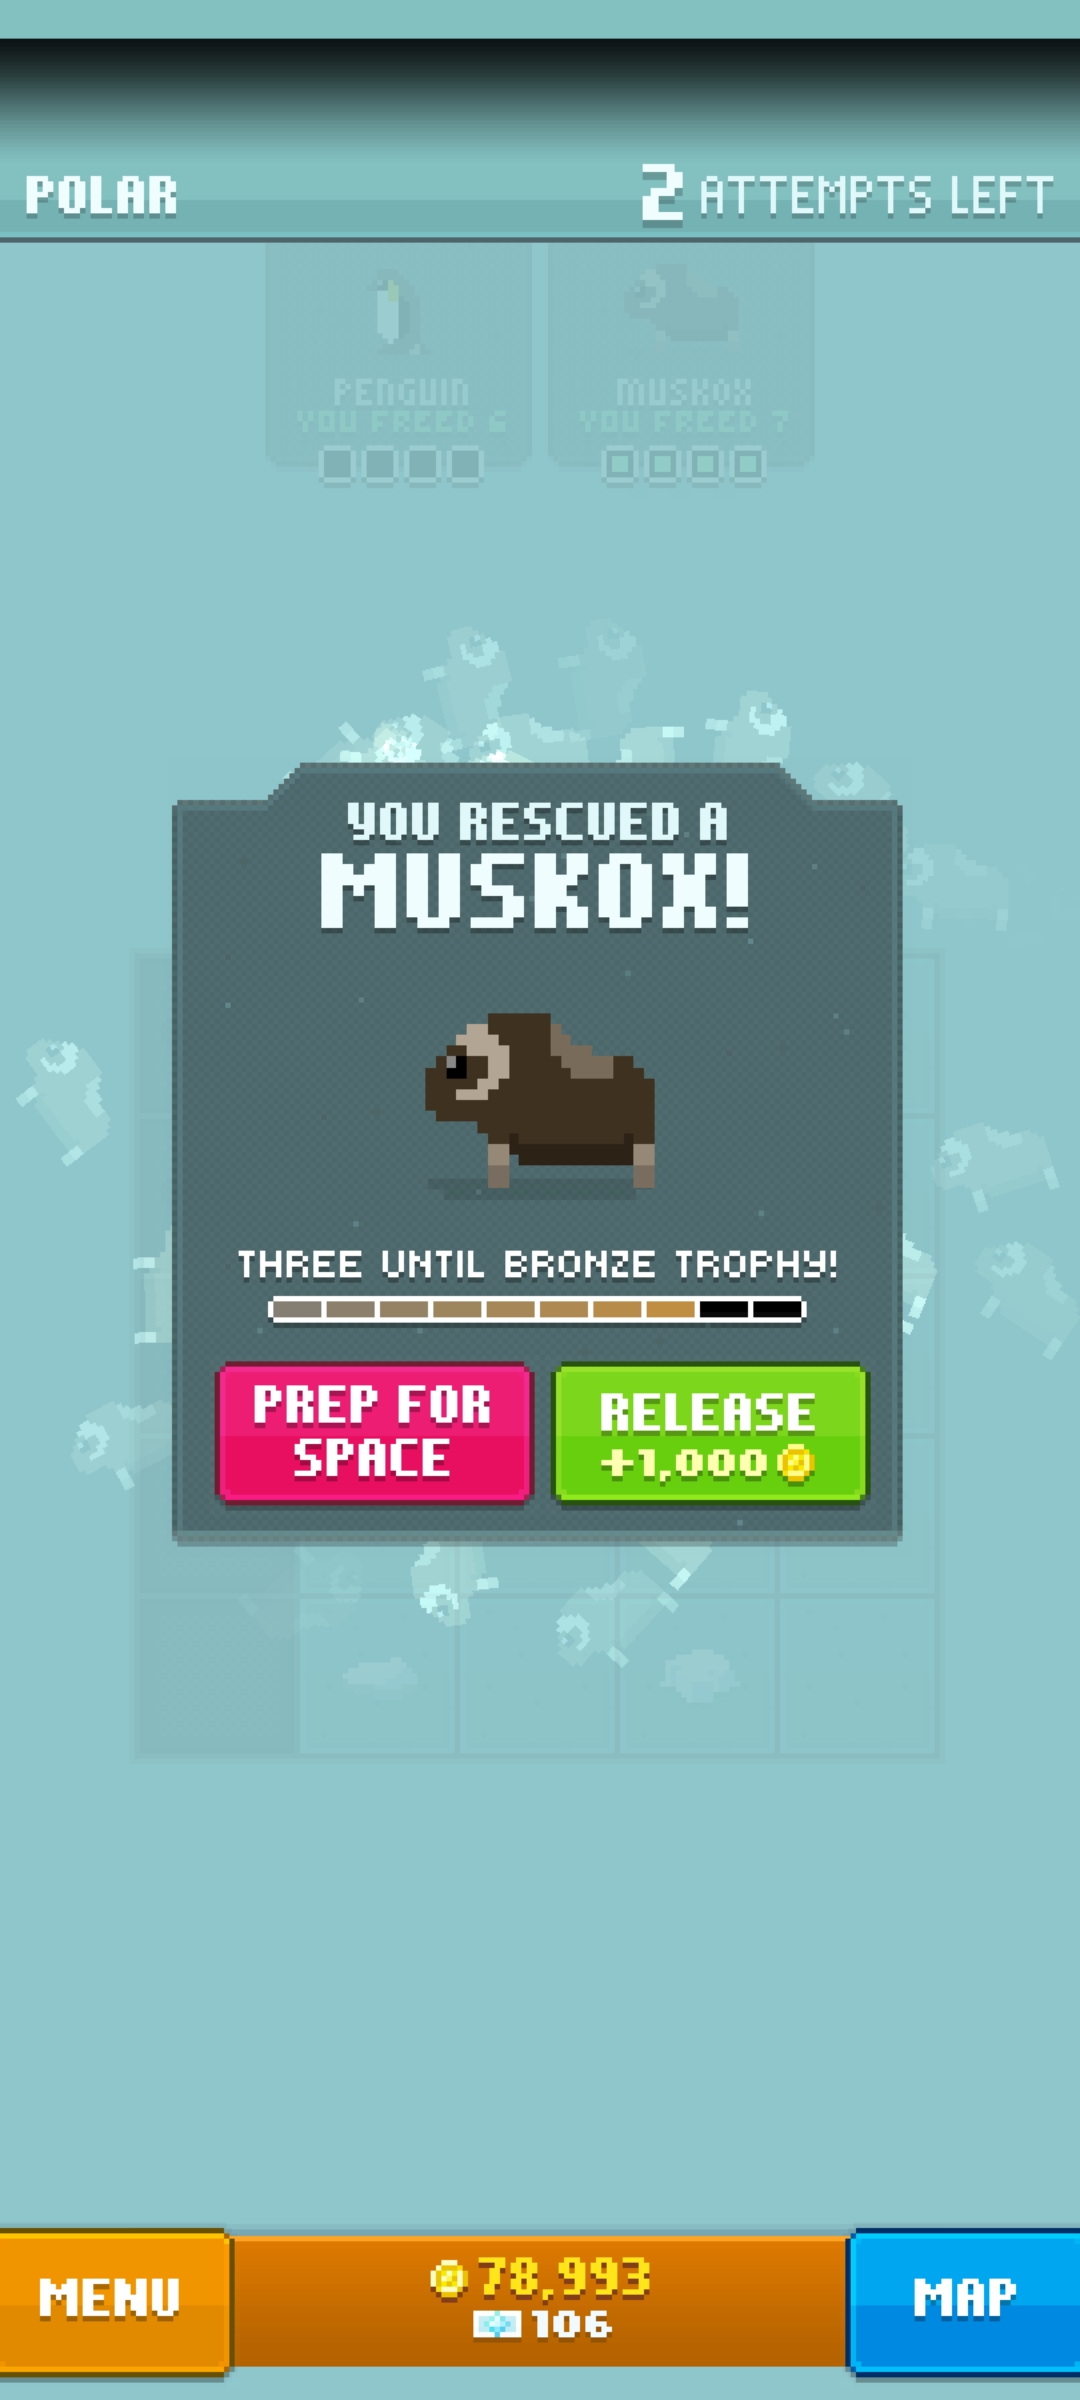 POLAR
2 ATTEMPTS LEFT
PENGUIN
YOU FREED 6
MUSKOX
YOU FREED 7
YOU RESCUED A
MUSKOX!
THREE UNTIL BRONZE TROPHY!
PREP FOR
SPACE
RELEASE
+1,000
MENU
78,993
106
MAP